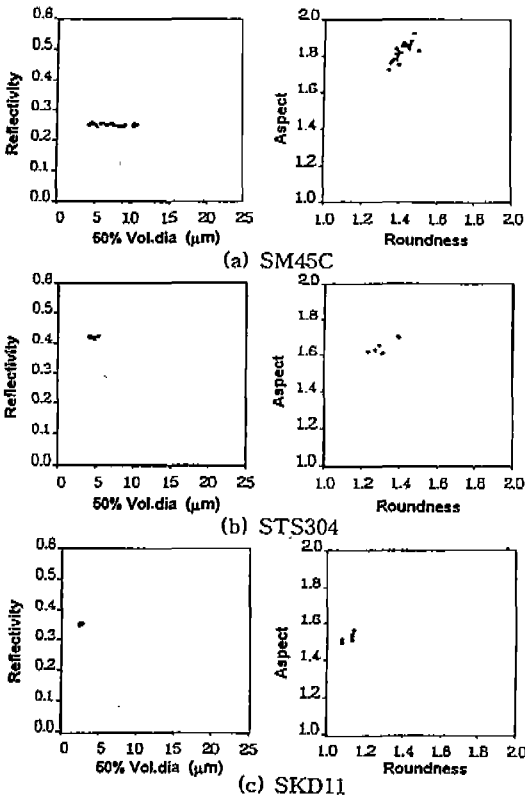 Reflectivity
0.6
0.5
0.4
0.3
0.2
0.1
0.0
0 5 10 15 20 25
50% Vol.dia (μm)
Aspect
2.0
1.8
1.6
1.4
1.2
1.0
1.0 1.2 1.4 1.6 1.8 2.0
Roundness
(a) SM45C
Reflectivity
0.6
0.5
0.4
0.3
0.2
0.1
0.0
0 5 10 15 20 25
50% Vol.dia (μm)
Aspect
2.0
1.8
1.6
1.4
1.2
1.0
1.0 1.2 1.4 1.6 1.8 2.0
Roundness
(b) STS304
Reflectivity
0.6
0.5
0.4
0.3
0.2
0.1
0.0
0 5 10 15 20 25
50% Vol.dia (μm)
Aspect
2.0
1.8
1.6
1.4
1.2
1.0
1.0 1.2 1.4 1.6 1.8 2.0
Roundness
(c) SKD11